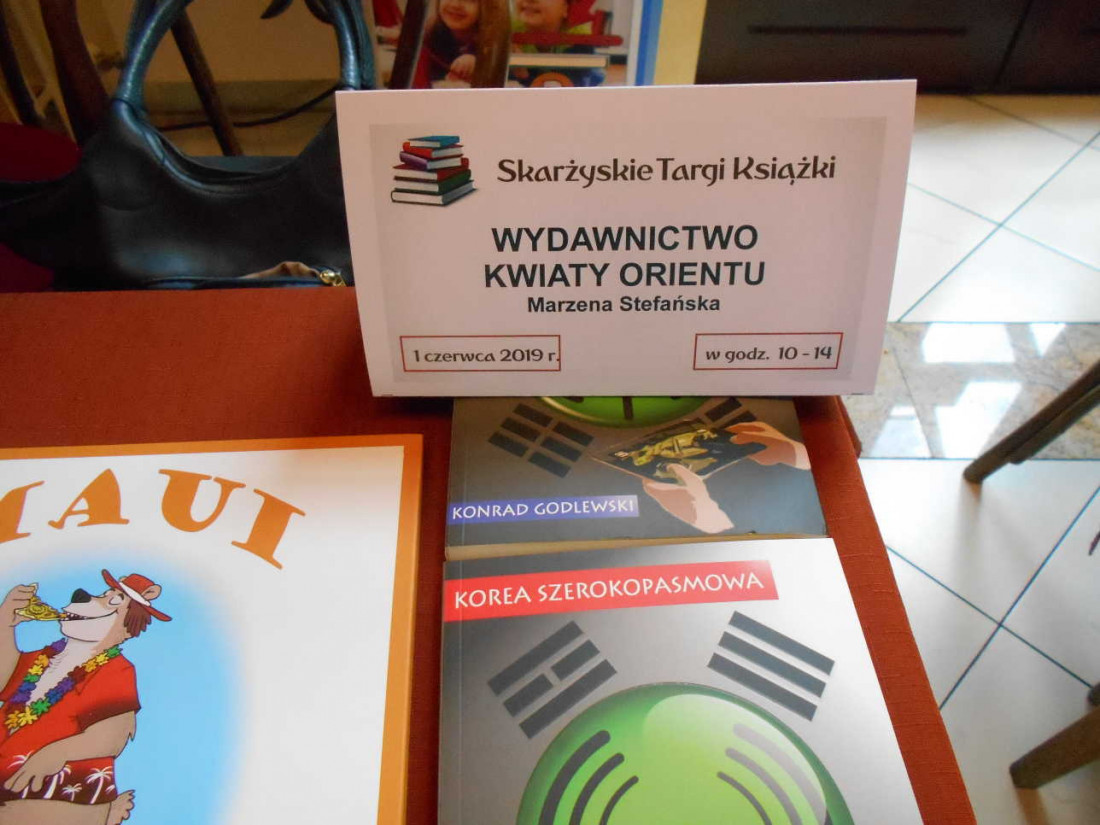 Skarżyskie Targi Książki
WYDAWNICTWO
KWIATY ORIENTU
Marzena Stefańska
1 czerwca 2019 r.
w godz. 10 - 14
KONRAD GODLEWSKI
KOREA SZEROKOPASMOWA
MAUI